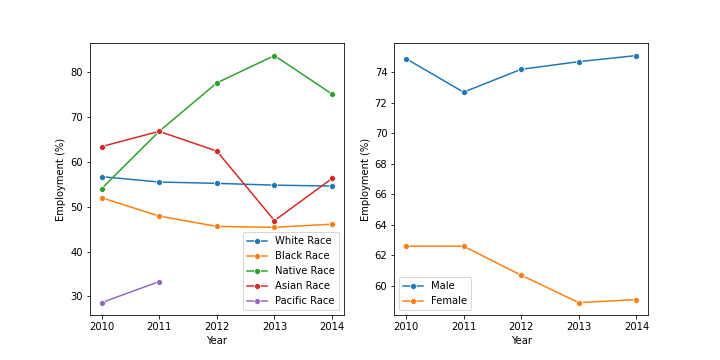 80
70
60
50
40
30
Employment (%)
2010 2011 2012 2013 2014
Year
White Race
Black Race
Native Race
Asian Race
Pacific Race
74
72
70
68
66
64
62
60
Employment (%)
2010 2011 2012 2013 2014
Year
Male
Female